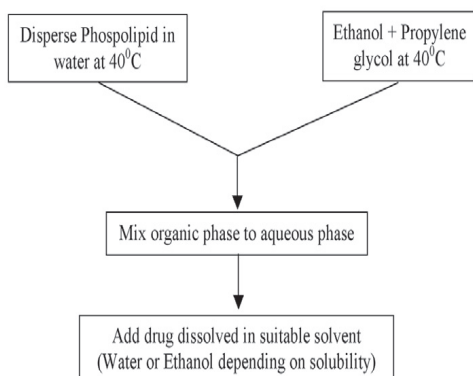 Disperse Phospolipid in
water at 40⁰C
Ethanol + Propylene
glycol at 40⁰C
Mix organic phase to aqueous phase
Add drug dissolved in suitable solvent
(Water or Ethanol depending on solubility)